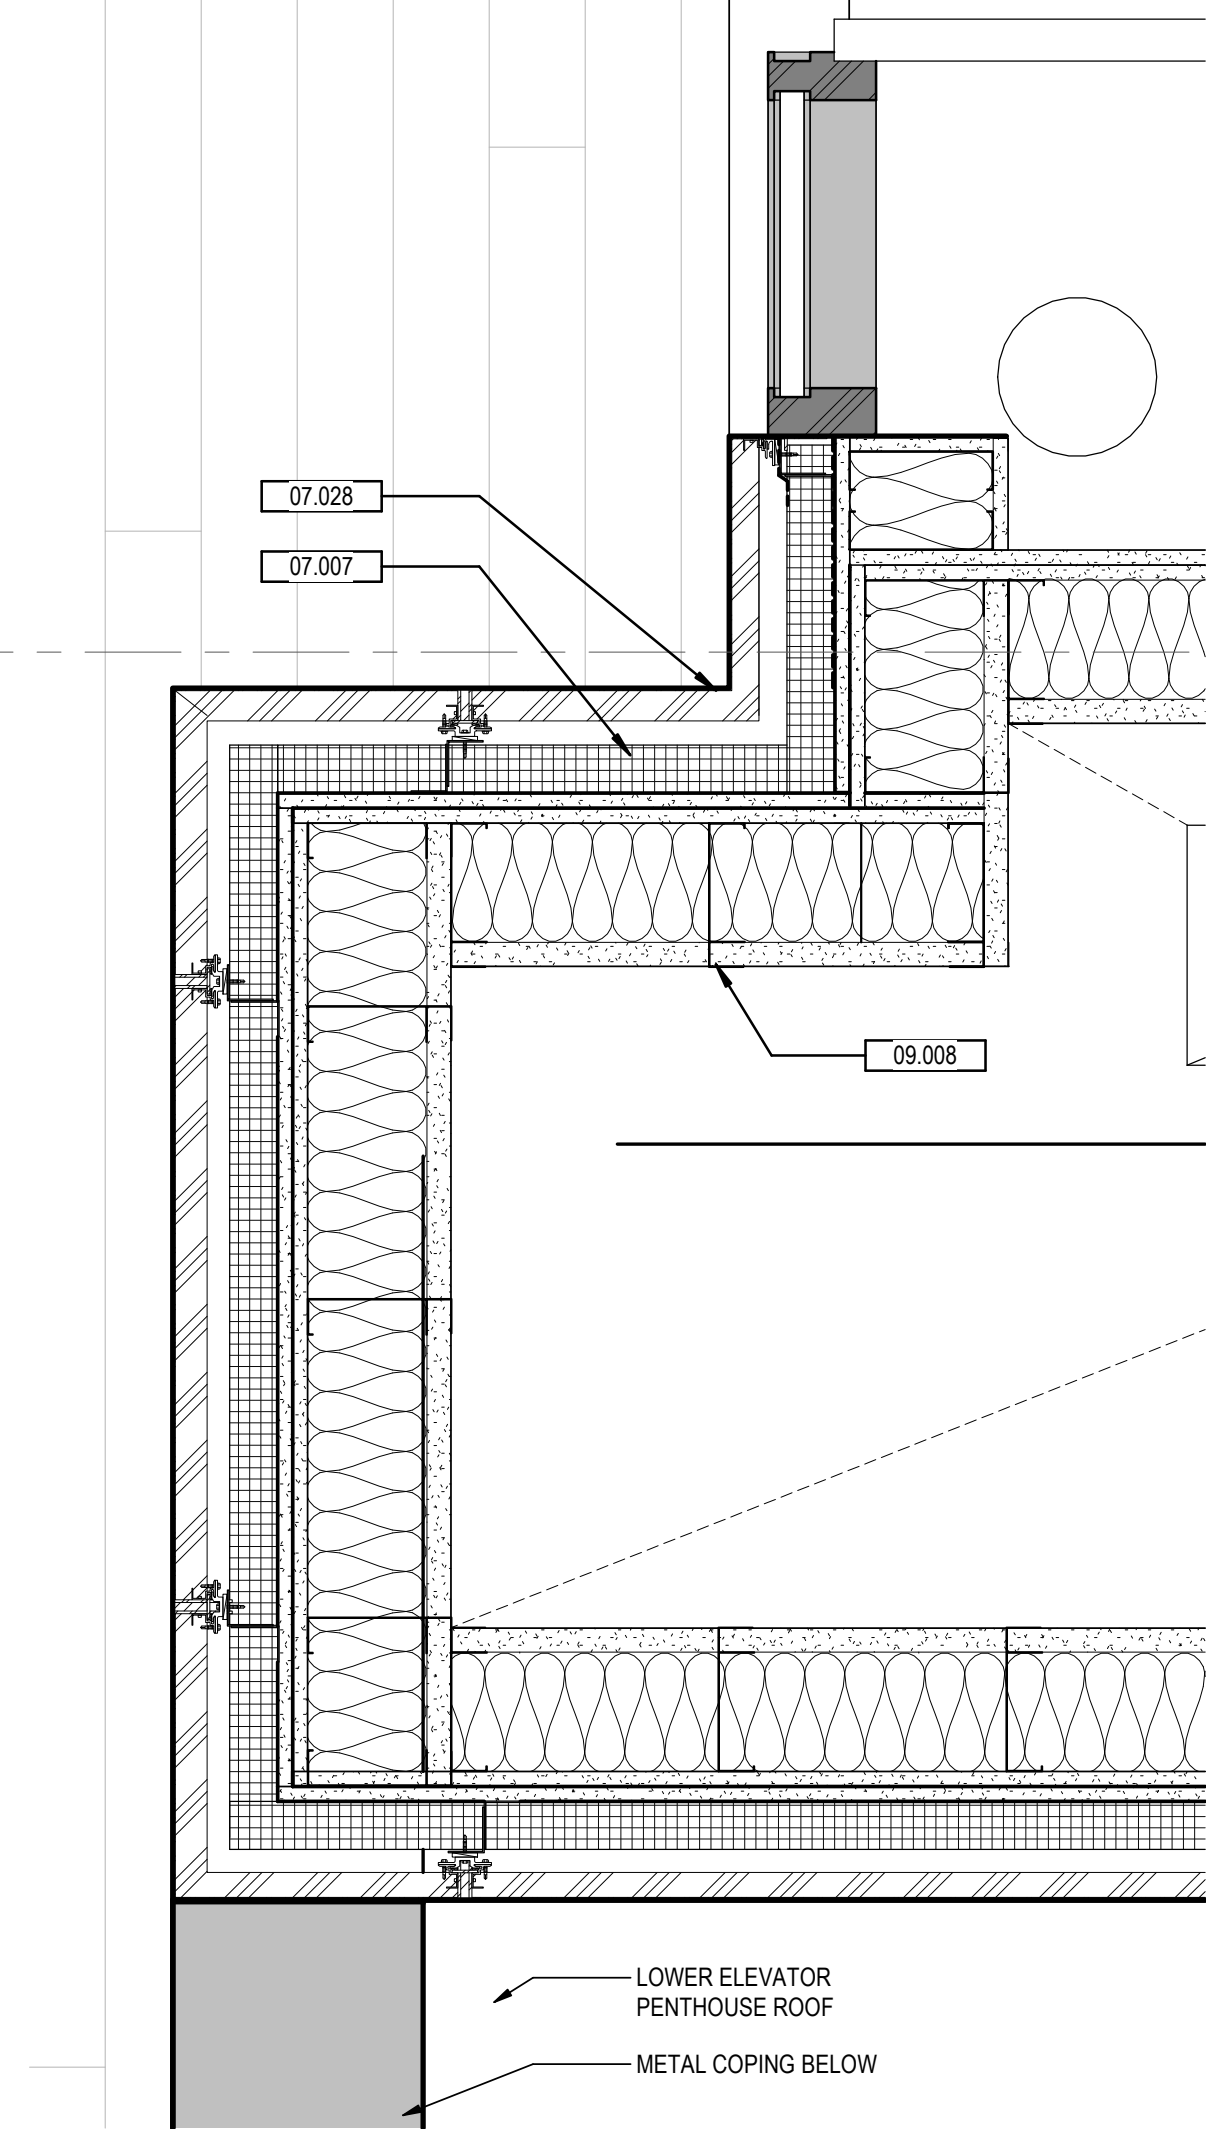 07.028
07.007
09.008
LOWER ELEVATOR
PENTHOUSE ROOF
METAL COPING BELOW